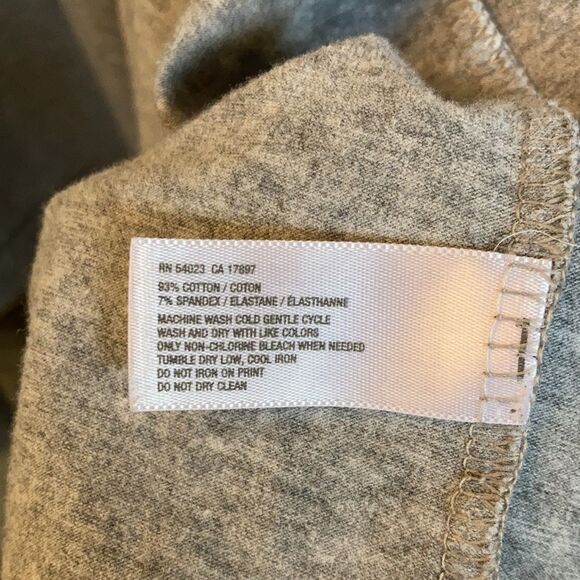 RN 54023 CA 17897
93% COTTON / COTON
7% SPANDEX / ELASTANE / ÉLASTHANNE
MACHINE WASH COLD GENTLE CYCLE
WASH AND DRY WITH LIKE COLORS
ONLY NON-CHLORINE BLEACH WHEN NEEDED
TUMBLE DRY LOW, COOL IRON
DO NOT IRON ON PRINT
DO NOT DRY CLEAN